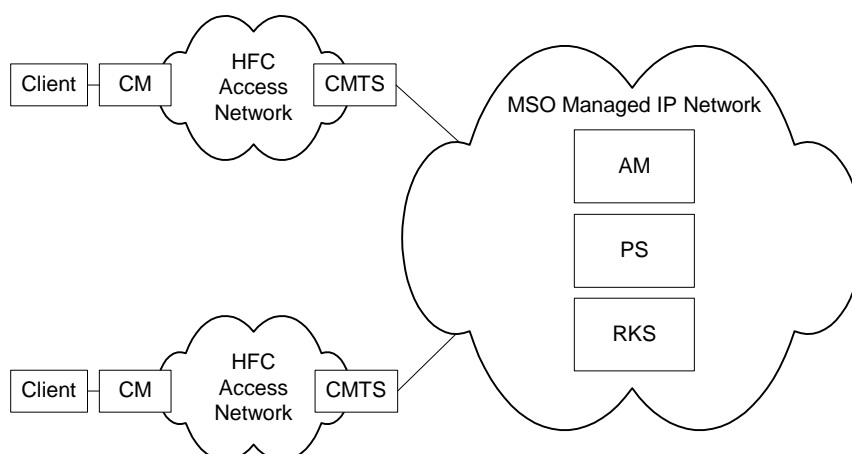 Client
CM
HFC
Access
Network
CMTS
MSO Managed IP Network
AM
PS
RKS
Client
CM
HFC
Access
Network
CMTS